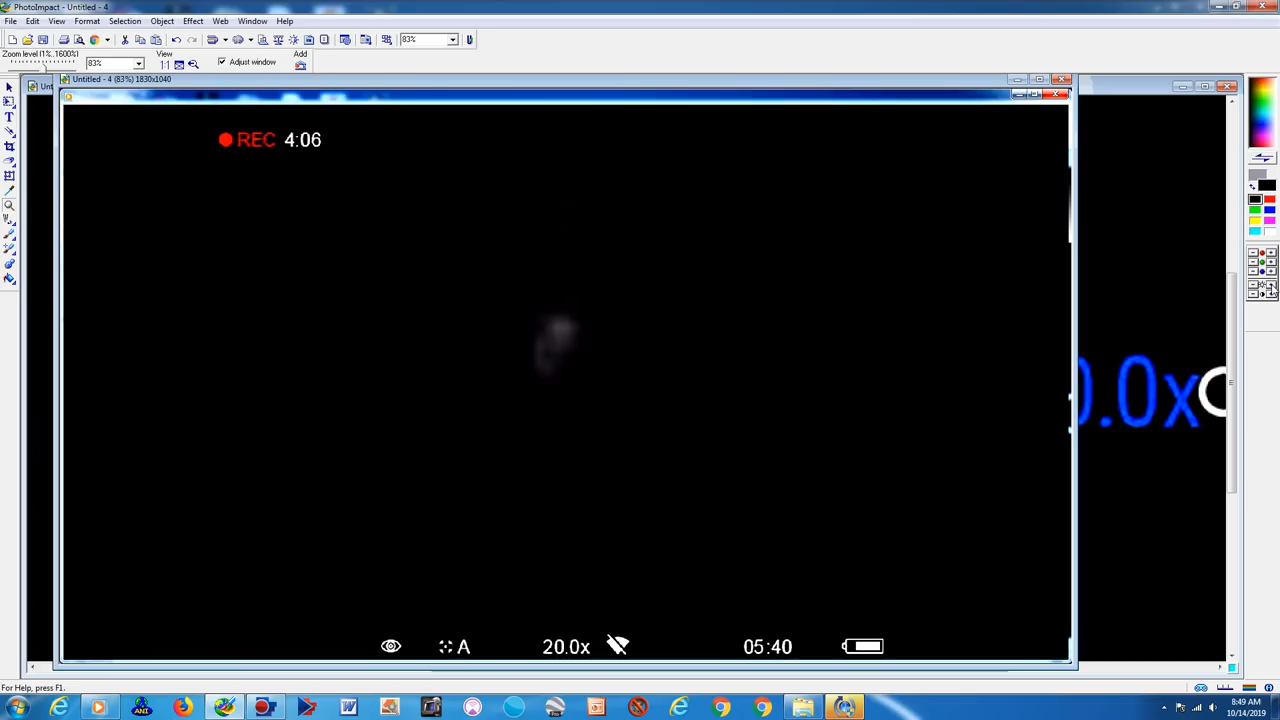 PhotoImpact - Untitled - 4
File Edit View Format Selection Object Effect Web Window Help
83%
Zoom level (1%..1600%) View Add
83% 1:1 Adjust window
Untitled - 4 (83%) 1830x1040
REC 4:06
0.0x
A 20.0x 05:40
For Help, press F1.
8:49 AM
10/14/2019